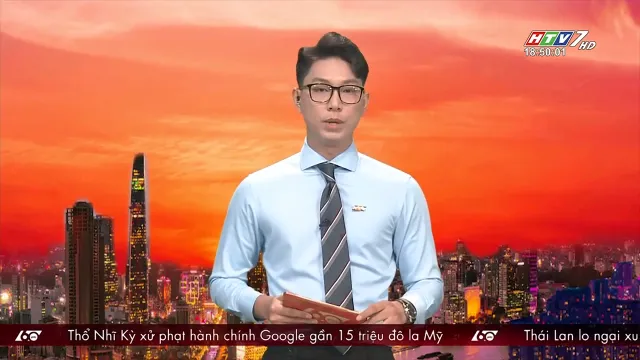 HTV7 HD
18:50:01
Thổ Nhĩ Kỳ xử phạt hành chính Google gần 15 triệu đô la Mỹ 60 Thái Lan lo ngại xu